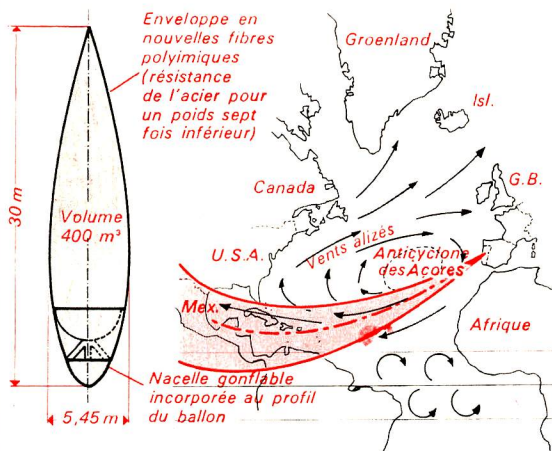 Enveloppe en
nouvelles fibres
polyimiques
(résistance
de l'acier pour
un poids sept
fois inférieur)
30 m
Volume
400 m³
Nacelle gonflable
incorporée au profil
du ballon
5,45 m
Groenland
Isl.
Canada
G.B.
U.S.A.
Vents alizés
Anticyclone
des Açores
Mex.
Afrique